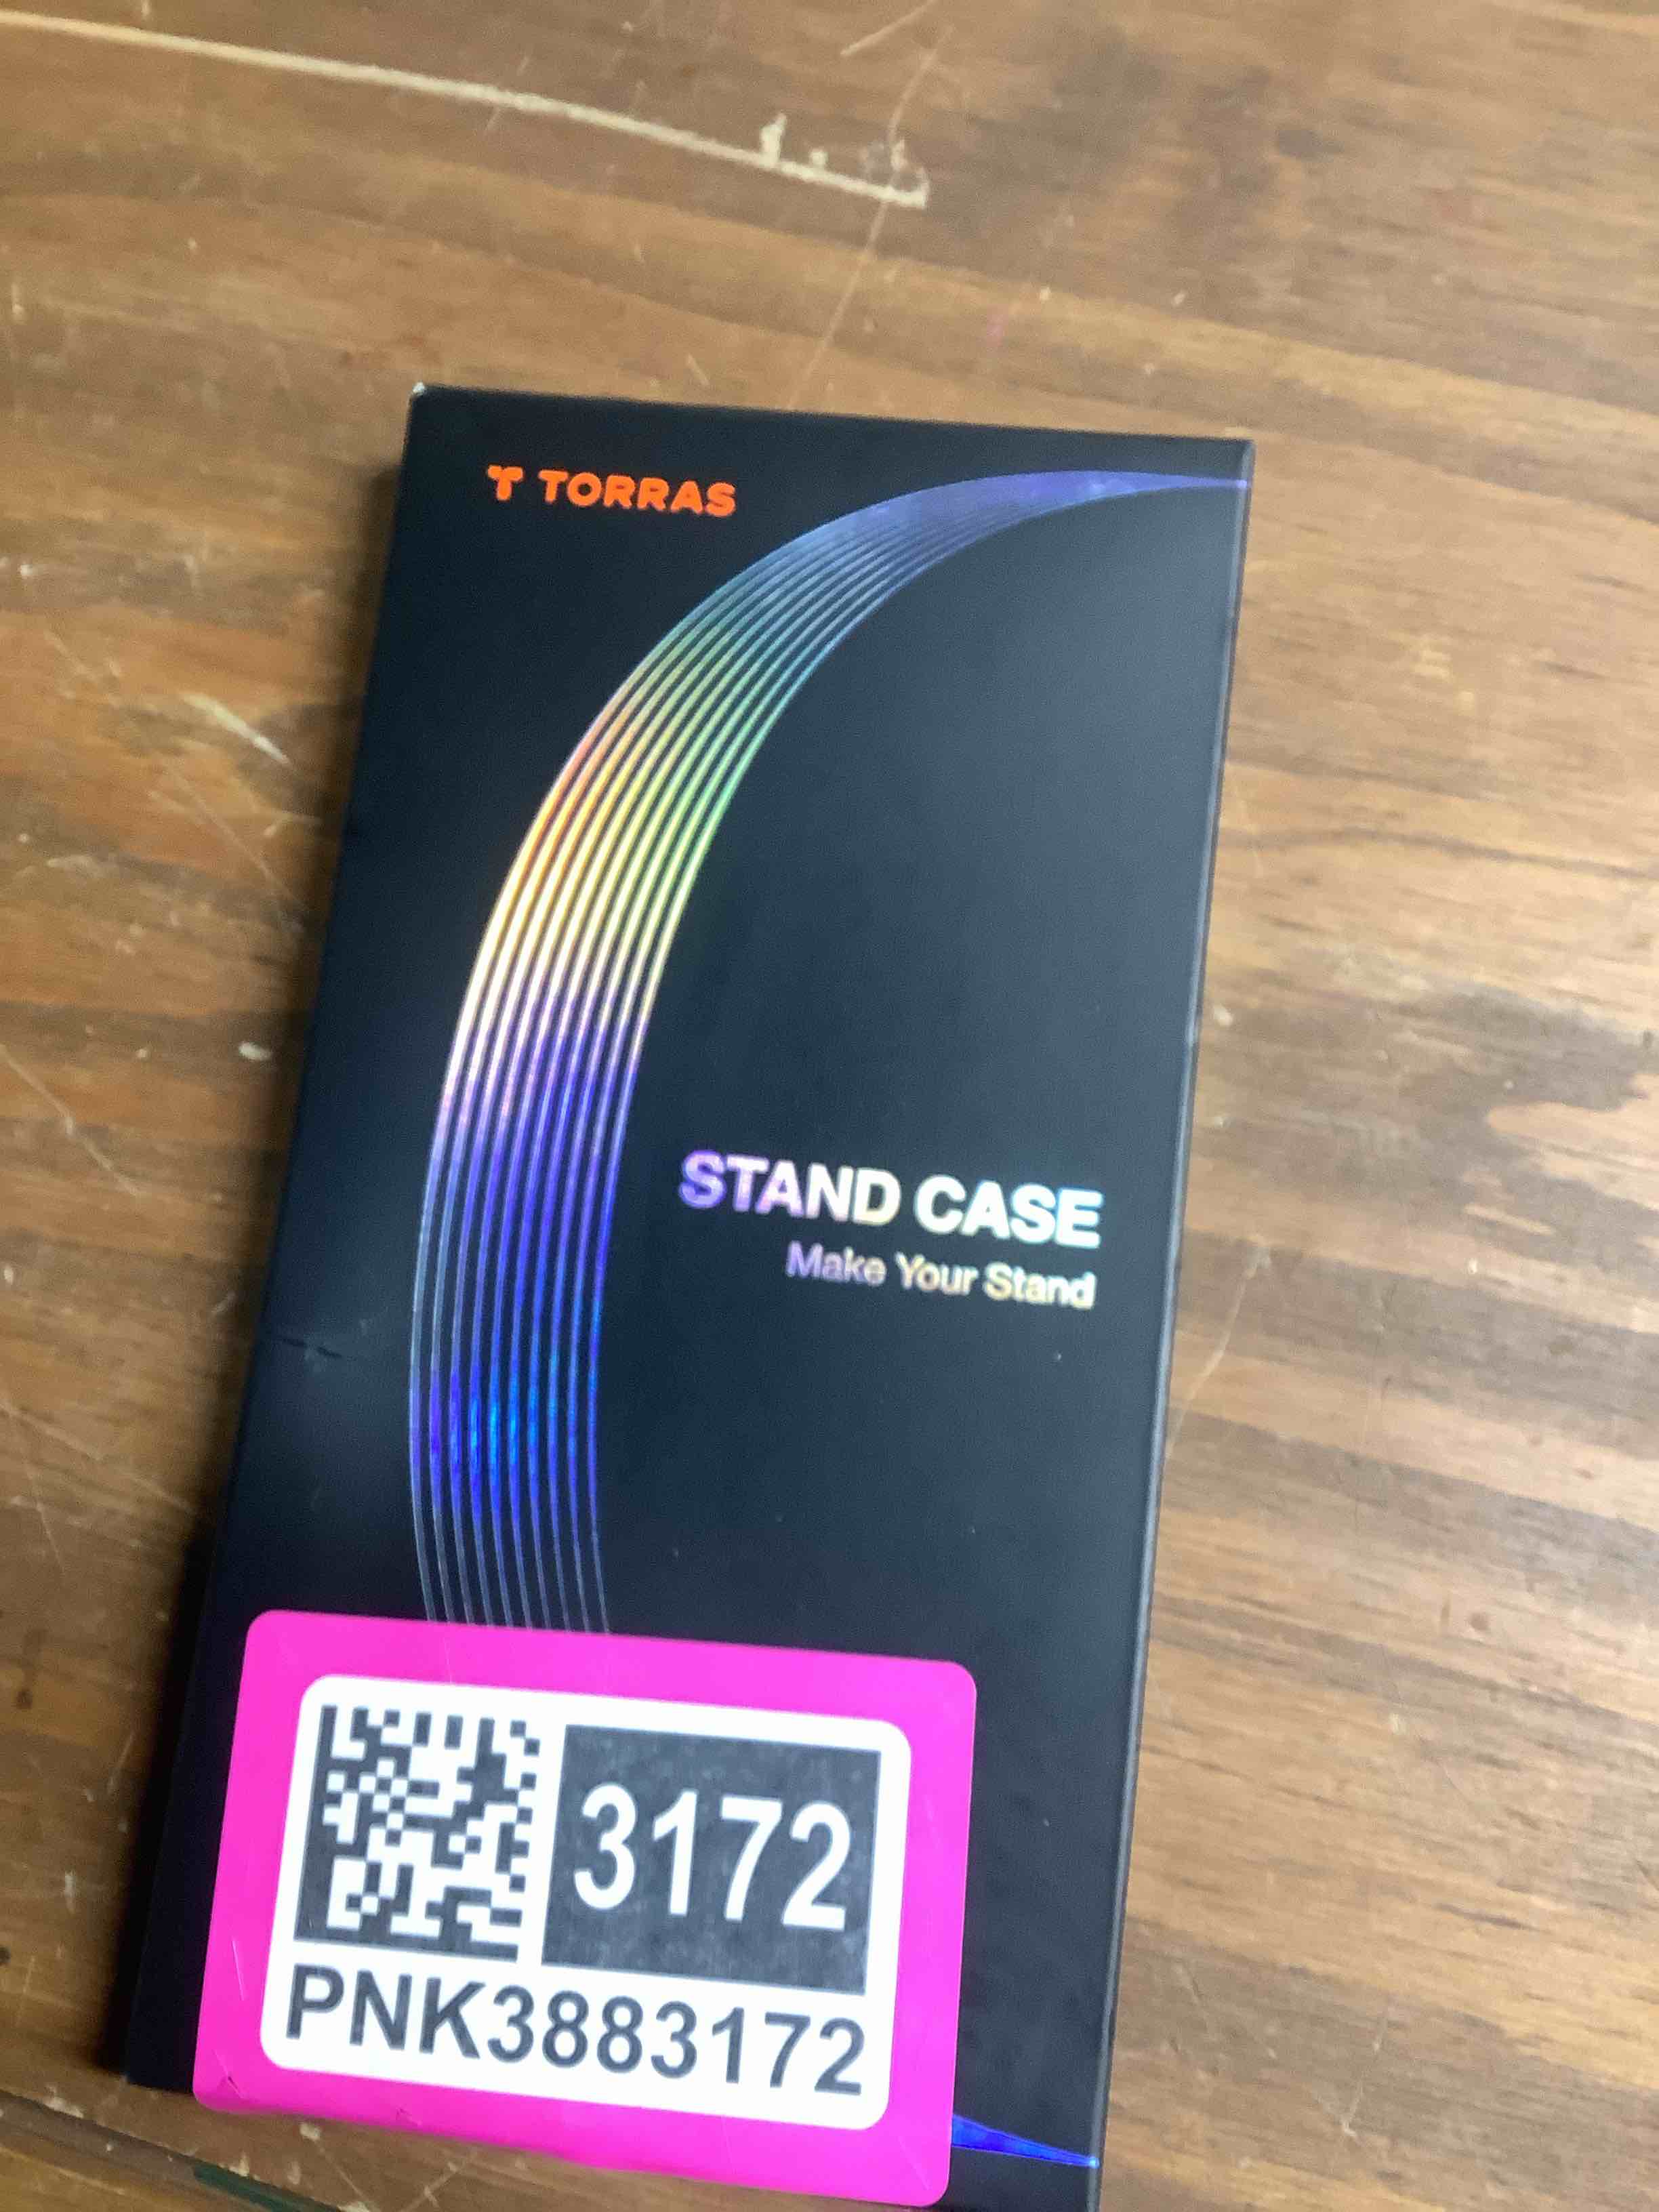 TORRAS
STAND CASE
Make Your Stand
3172
PNK3883172